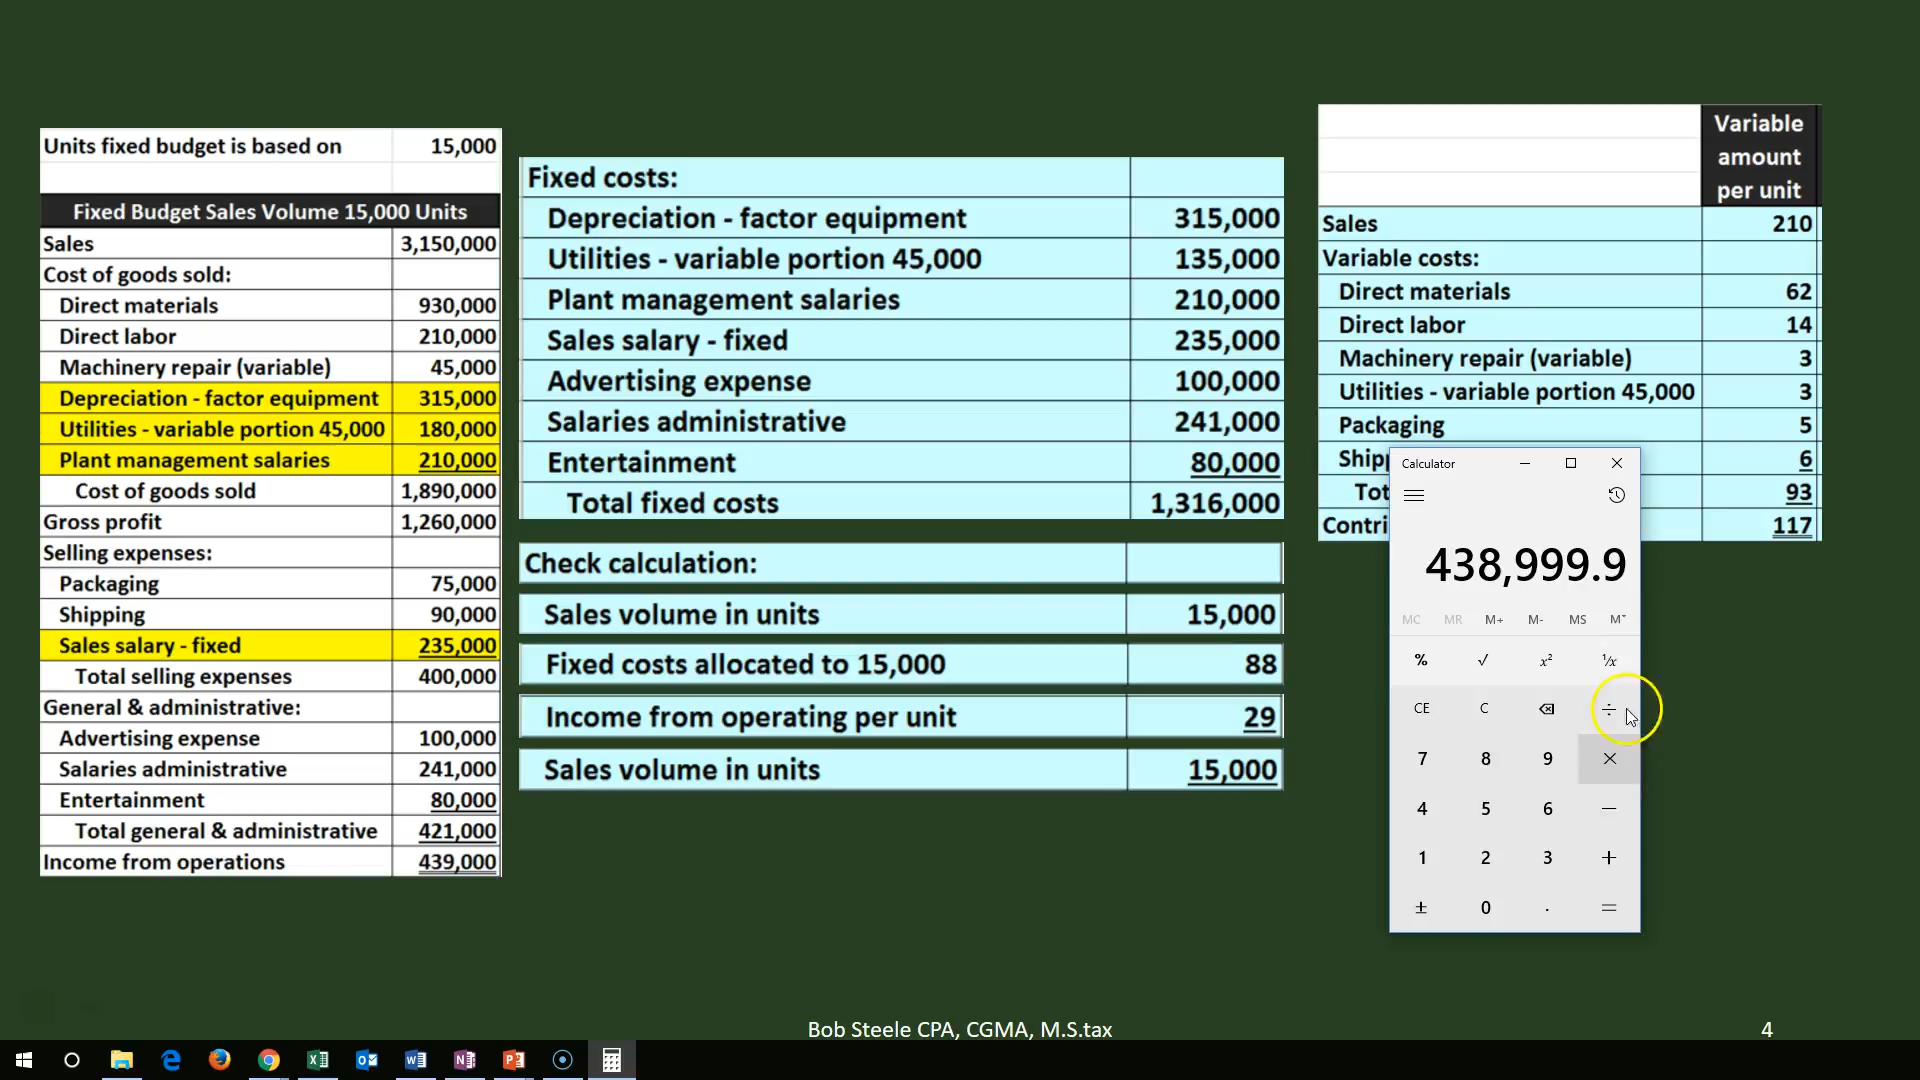 Units fixed budget is based on 15,000
Fixed Budget Sales Volume 15,000 Units
Sales 3,150,000
Cost of goods sold:
Direct materials 930,000
Direct labor 210,000
Machinery repair (variable) 45,000
Depreciation - factor equipment 315,000
Utilities - variable portion 45,000 180,000
Plant management salaries 210,000
Cost of goods sold 1,890,000
Gross profit 1,260,000
Selling expenses:
Packaging 75,000
Shipping 90,000
Sales salary - fixed 235,000
Total selling expenses 400,000
General & administrative:
Advertising expense 100,000
Salaries administrative 241,000
Entertainment 80,000
Total general & administrative 421,000
Income from operations 439,000
Fixed costs:
Depreciation - factor equipment 315,000
Utilities - variable portion 45,000 135,000
Plant management salaries 210,000
Sales salary - fixed 235,000
Advertising expense 100,000
Salaries administrative 241,000
Entertainment 80,000
Total fixed costs 1,316,000
Check calculation:
Sales volume in units 15,000
Fixed costs allocated to 15,000 88
Income from operating per unit 29
Sales volume in units 15,000
Variable
amount
per unit
Sales 210
Variable costs:
Direct materials 62
Direct labor 14
Machinery repair (variable) 3
Utilities - variable portion 45,000 3
Packaging 5
Ship 6
Tot 93
Contri 117
Calculator
438,999.9
MC MR M+ M- MS M˅
% √ x² ¹/x
CE C ⌫ ÷
7 8 9 ×
4 5 6 −
1 2 3 +
± 0 . =
Bob Steele CPA, CGMA, M.S.tax 4